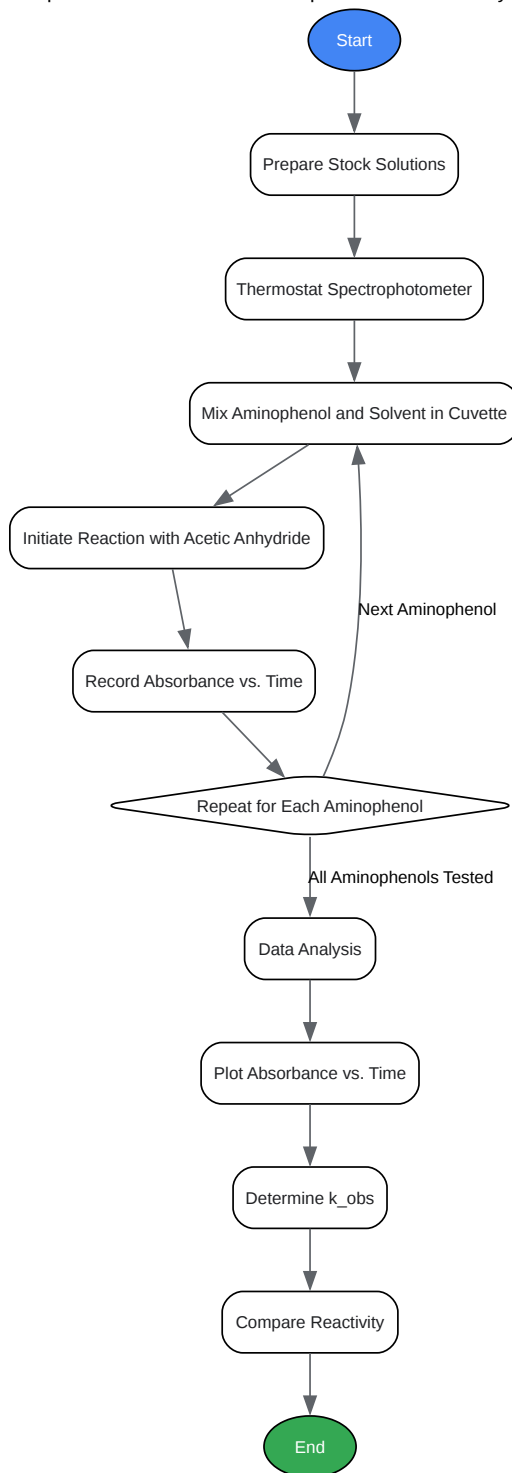 Start
Prepare Stock Solutions
Thermostat Spectrophotometer
Mix Aminophenol and Solvent in Cuvette
Initiate Reaction with Acetic Anhydride
Next Aminophenol
Record Absorbance vs. Time
Repeat for Each Aminophenol
All Aminophenols Tested
Data Analysis
Plot Absorbance vs. Time
Determine k_obs
Compare Reactivity
End